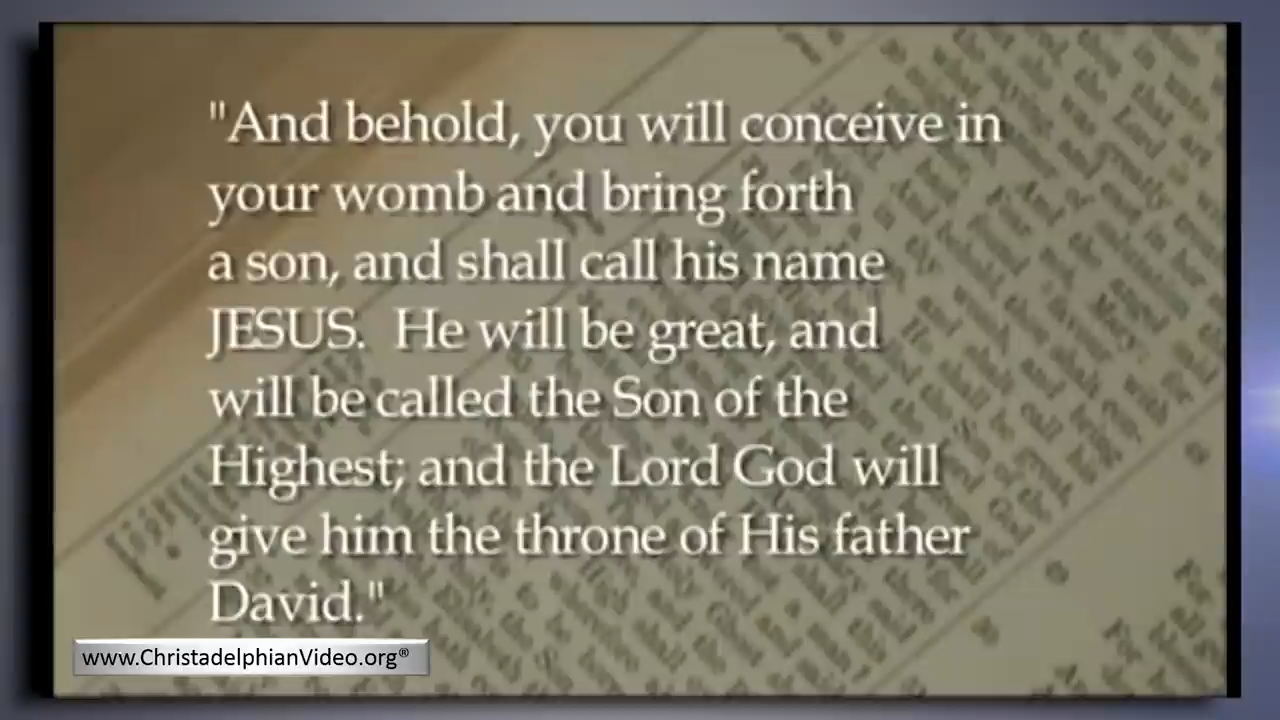 "And behold, you will conceive in
your womb and bring forth
a son, and shall call his name
JESUS.  He will be great, and
will be called the Son of the
Highest; and the Lord God will
give him the throne of His father
David."
www.ChristadelphianVideo.org®